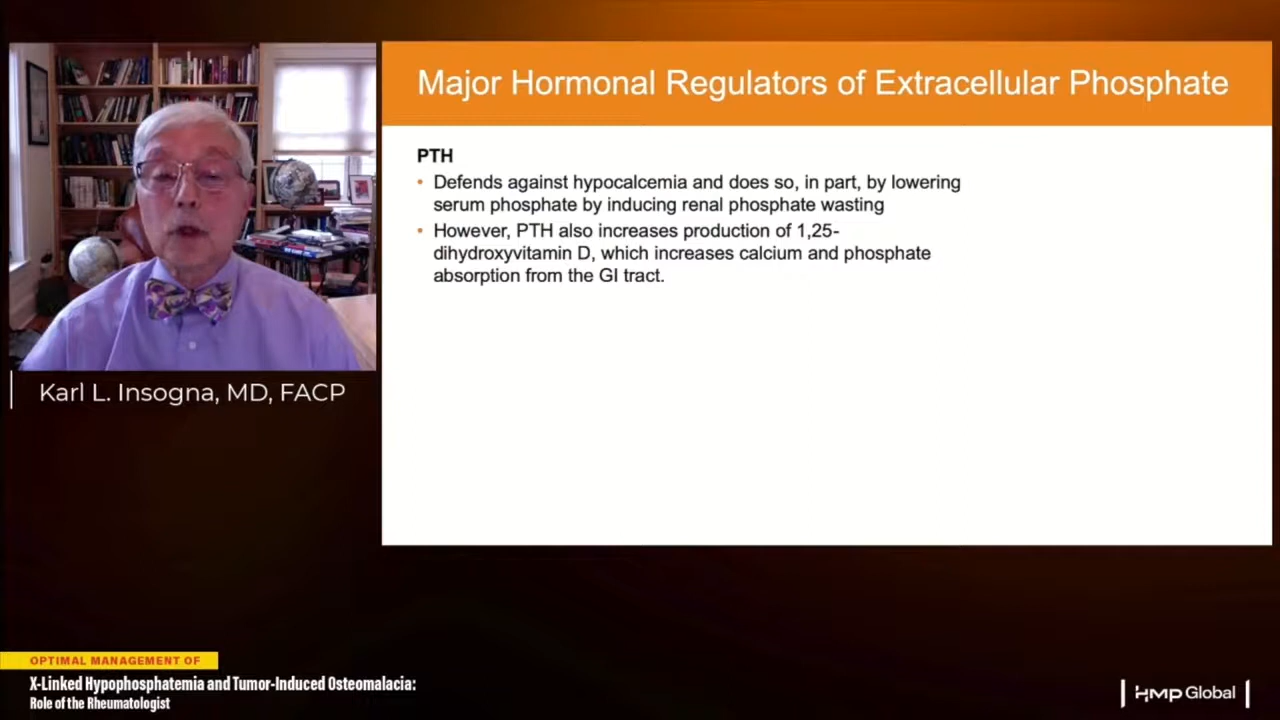 Major Hormonal Regulators of Extracellular Phosphate
PTH
• Defends against hypocalcemia and does so, in part, by lowering
serum phosphate by inducing renal phosphate wasting
• However, PTH also increases production of 1,25-
dihydroxyvitamin D, which increases calcium and phosphate
absorption from the GI tract.
Karl L. Insogna, MD, FACP
OPTIMAL MANAGEMENT OF
X-Linked Hypophosphatemia and Tumor-Induced Osteomalacia:
Role of the Rheumatologist
HMP Global